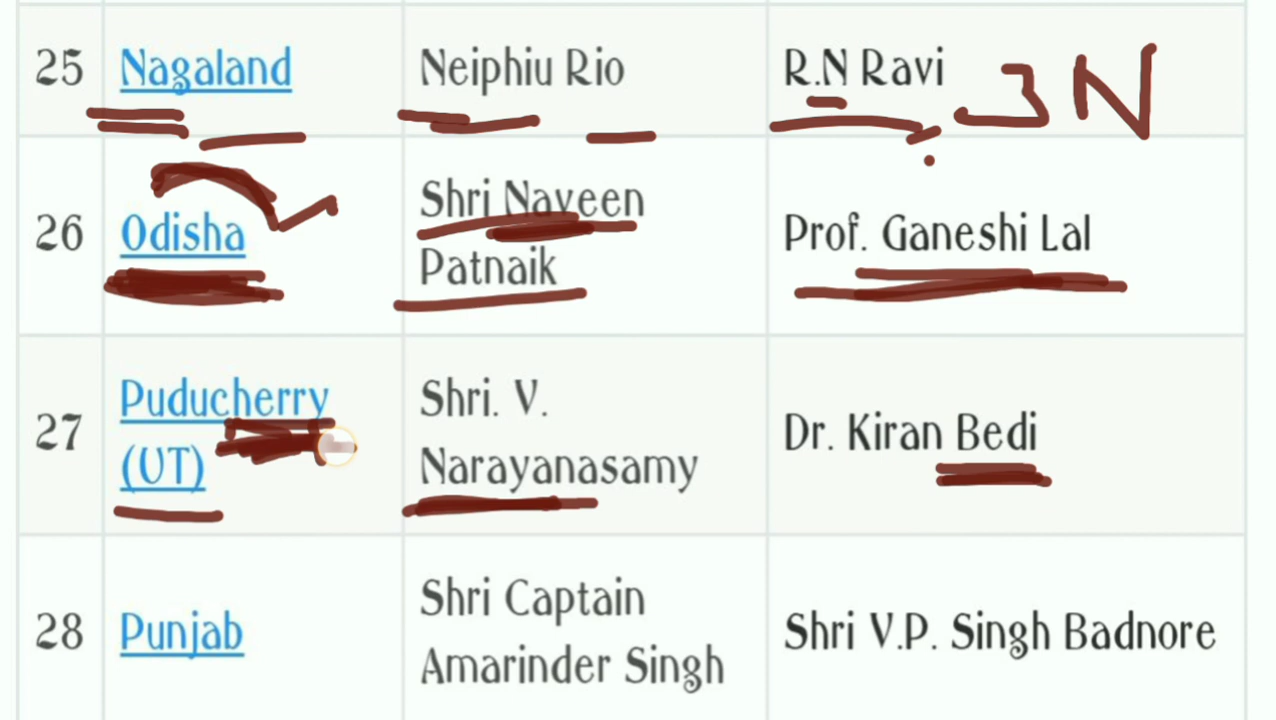 25 Nagaland Neiphiu Rio R.N Ravi 3 N
26 Odisha Shri Naveen Patnaik Prof. Ganeshi Lal
27 Puducherry (UT) Shri. V. Narayanasamy Dr. Kiran Bedi
28 Punjab Shri Captain Amarinder Singh Shri V.P. Singh Badnore